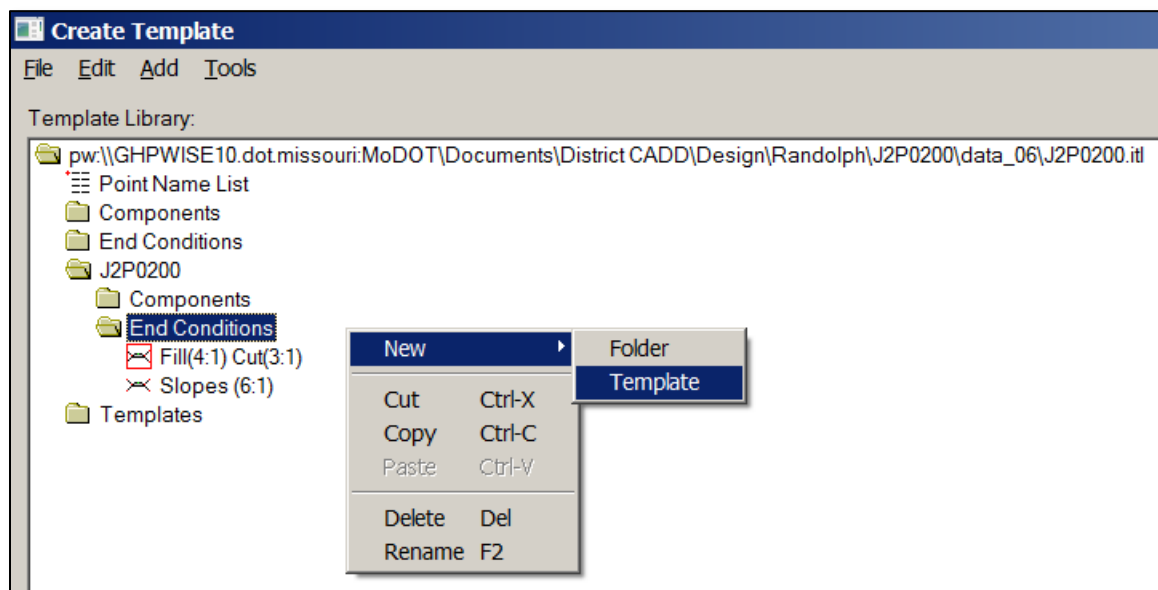 Create Template
File Edit Add Tools
Template Library:
pw:\\GHPWISE10.dot.missouri:MoDOT\Documents\District CADD\Design\Randolph\J2P0200\data_06\J2P0200.itl
Point Name List
Components
End Conditions
J2P0200
Components
End Conditions
Fill(4:1) Cut(3:1)
Slopes (6:1)
Templates
New
Cut Ctrl-X
Copy Ctrl-C
Paste Ctrl-V
Delete Del
Rename F2
Folder
Template